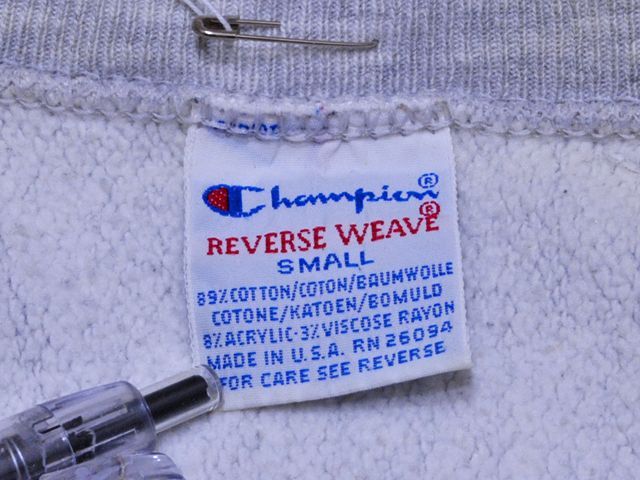 Champion®
REVERSE WEAVE®
SMALL
89% COTTON/COTON/BAUMWOLLE
COTONE/KATOEN/BOMULD
8% ACRYLIC-3% VISCOSE RAYON
MADE IN U.S.A. RN 26094
FOR CARE SEE REVERSE